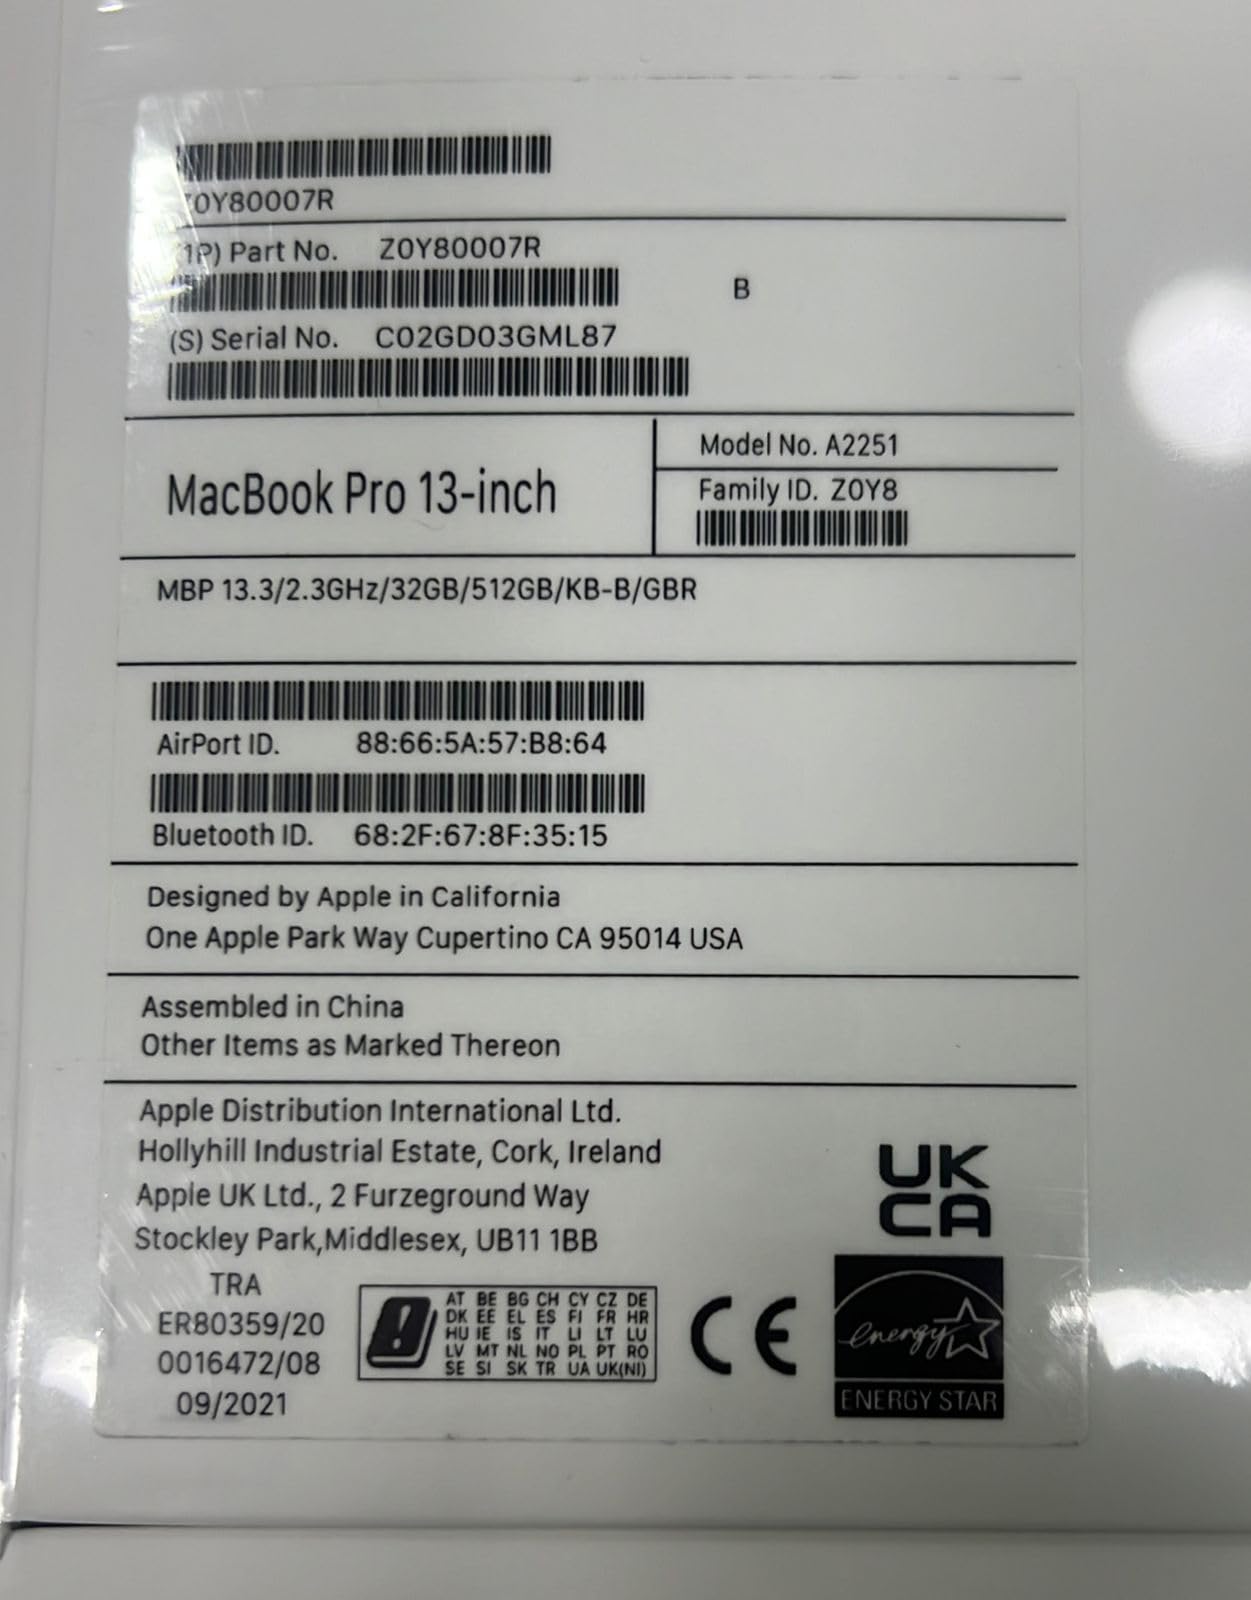 Z0Y80007R
(1P) Part No. Z0Y80007R
B
(S) Serial No. C02GD03GML87
MacBook Pro 13-inch
Model No. A2251
Family ID. Z0Y8
MBP 13.3/2.3GHz/32GB/512GB/KB-B/GBR
AirPort ID. 88:66:5A:57:B8:64
Bluetooth ID. 68:2F:67:8F:35:15
Designed by Apple in California
One Apple Park Way Cupertino CA 95014 USA
Assembled in China
Other Items as Marked Thereon
Apple Distribution International Ltd.
Hollyhill Industrial Estate, Cork, Ireland
Apple UK Ltd., 2 Furzeground Way
Stockley Park,Middlesex, UB11 1BB
UK
CA
TRA
ER80359/20
0016472/08
09/2021
AT BE BG CH CY CZ DE
DK EE EL ES FI FR HR
HU IE IS IT LI LT LU
LV MT NL NO PL PT RO
SE SI SK TR UA UK(NI)
CE
energy
ENERGY STAR